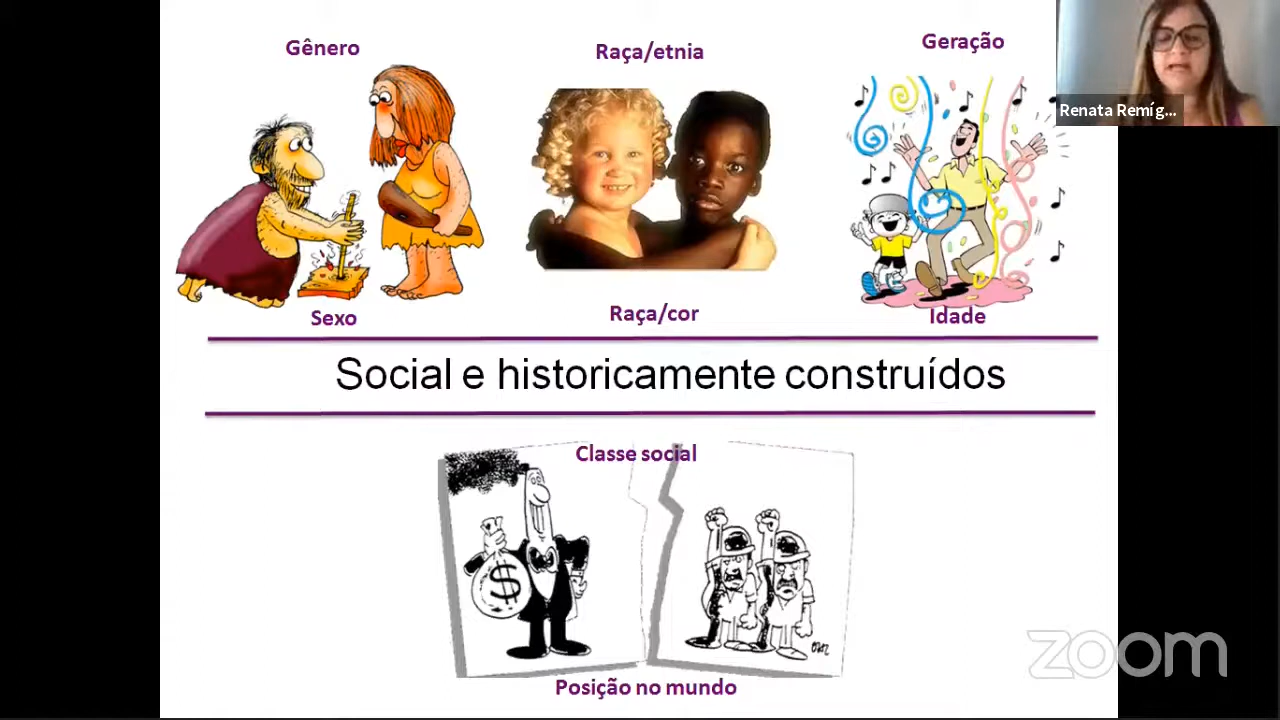 Gênero
Raça/etnia
Geração
Renata Remíg...
Sexo
Raça/cor
Idade
Social e historicamente construídos
Classe social
$
Posição no mundo
zoom